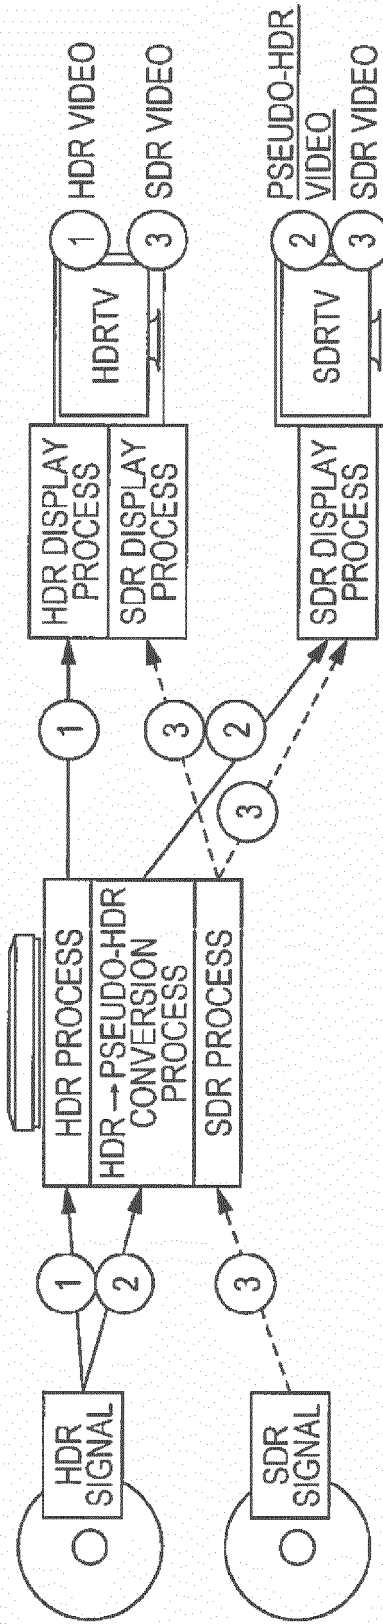 HDR
SIGNAL
SDR
SIGNAL
1
2
3
HDR PROCESS
HDR→PSEUDO-HDR
CONVERSION
PROCESS
SDR PROCESS
1
3
2
3
HDR DISPLAY
PROCESS
SDR DISPLAY
PROCESS
HDRTV
1 HDR VIDEO
3 SDR VIDEO
SDR DISPLAY
PROCESS
SDRTV
2 PSEUDO-HDR
VIDEO
3 SDR VIDEO